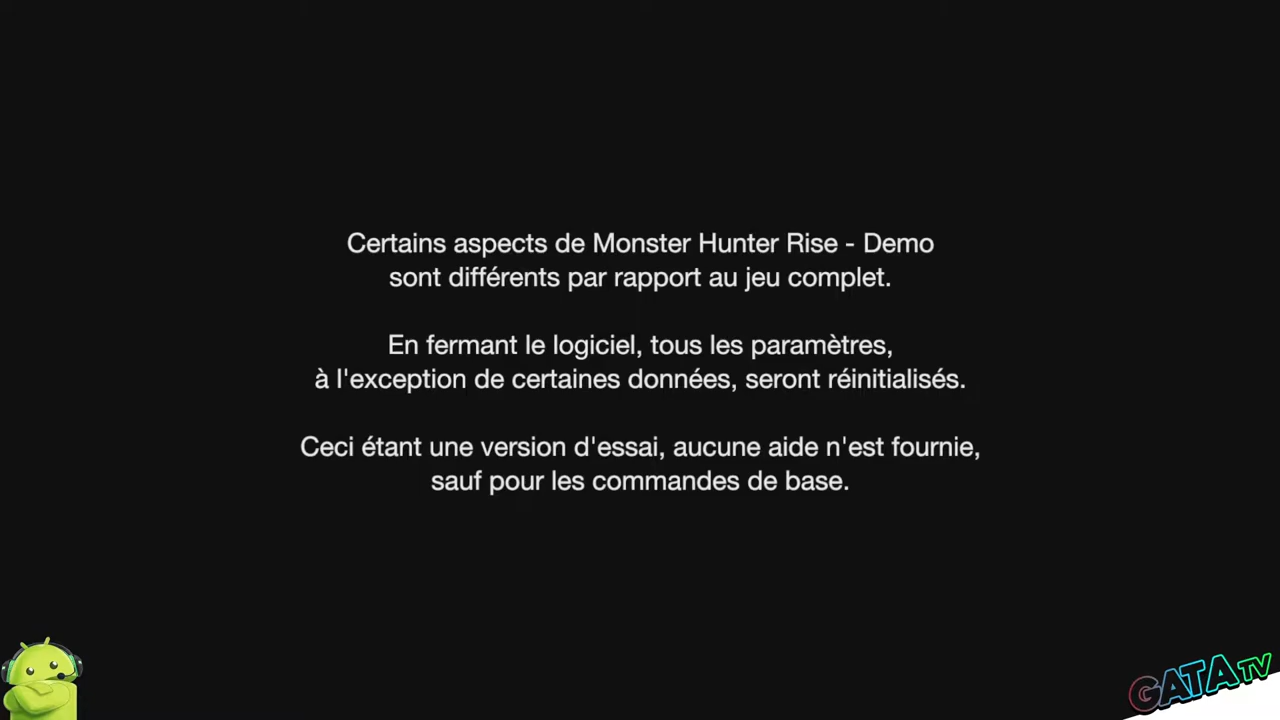 Certains aspects de Monster Hunter Rise - Demo
sont différents par rapport au jeu complet.
En fermant le logiciel, tous les paramètres,
à l'exception de certaines données, seront réinitialisés.
Ceci étant une version d'essai, aucune aide n'est fournie,
sauf pour les commandes de base.
GATA TV